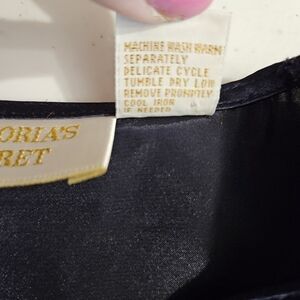 MACHINE WASH WARM
SEPARATELY
DELICATE CYCLE
TUMBLE DRY LOW
REMOVE PROMPTLY
COOL IRON
IF NEEDED
ORIA'S
RET